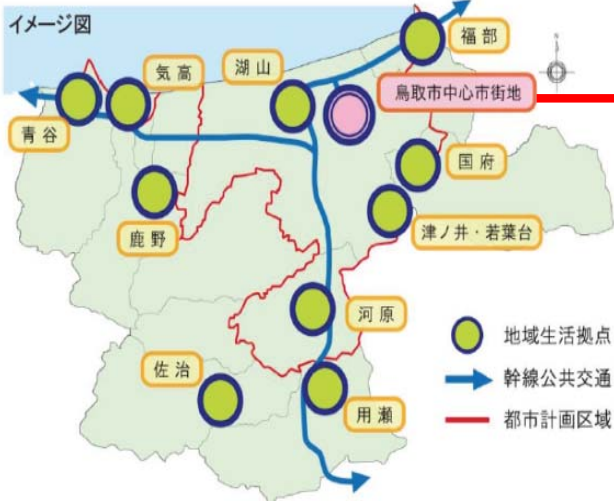 イメージ図
福部
気高
湖山
鳥取市中心市街地
青谷
国府
鹿野
津ノ井・若葉台
河原
佐治
用瀬
地域生活拠点
幹線公共交通
都市計画区域